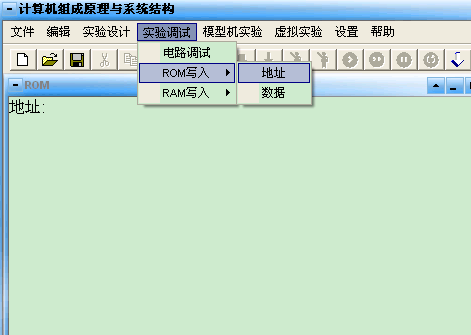 计算机组成原理与系统结构
文件 编辑 实验设计 实验调试 模型机实验 虚拟实验 设置 帮助
电路调试
ROM写入 地址
RAM写入 数据
ROM
地址: